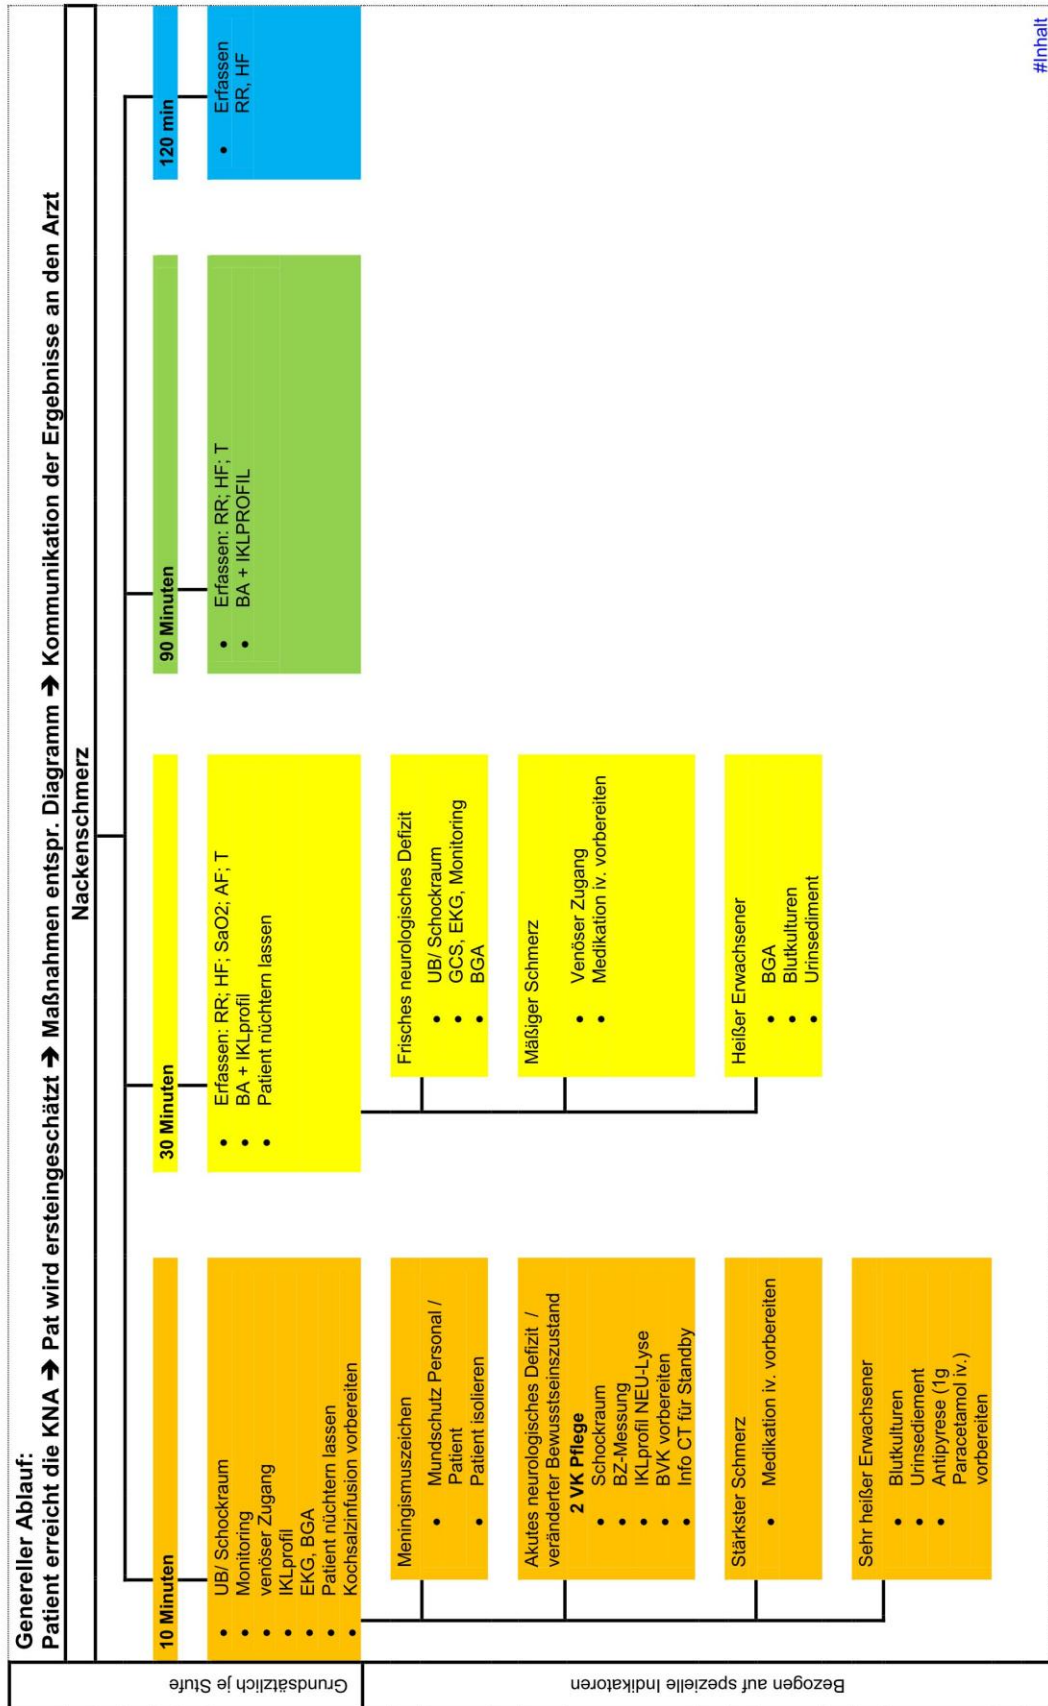 Genereller Ablauf:
Patient erreicht die KNA ➔ Pat wird ersteingeschätzt ➔ Maßnahmen entspr. Diagramm ➔ Kommunikation der Ergebnisse an den Arzt
Nackenschmerz
Grundsätzlich je Stufe
10 Minuten
• UB/ Schockraum
• Monitoring
• venöser Zugang
• IKLprofil
• EKG, BGA
• Patient nüchtern lassen
• Kochsalzinfusion vorbereiten
30 Minuten
• Erfassen: RR; HF; SaO2; AF; T
• BA + IKLprofil
• Patient nüchtern lassen
90 Minuten
• Erfassen: RR; HF; T
• BA + IKLPROFIL
120 min
• Erfassen
RR, HF
Bezogen auf spezielle Indikatoren
Meningismuszeichen
• Mundschutz Personal /
Patient
• Patient isolieren
Akutes neurologisches Defizit /
veränderter Bewusstseinszustand
2 VK Pflege
• Schockraum
• BZ-Messung
• IKLprofil NEU-Lyse
• BVK vorbereiten
• Info CT für Standby
Stärkster Schmerz
• Medikation iv. vorbereiten
Sehr heißer Erwachsener
• Blutkulturen
• Urinsediement
• Antipyrese (1g
Paracetamol iv.)
vorbereiten
Frisches neurologisches Defizit
• UB/ Schockraum
• GCS, EKG, Monitoring
• BGA
Mäßiger Schmerz
• Venöser Zugang
• Medikation iv. vorbereiten
Heißer Erwachsener
• BGA
• Blutkulturen
• Urinsediment
#Inhalt